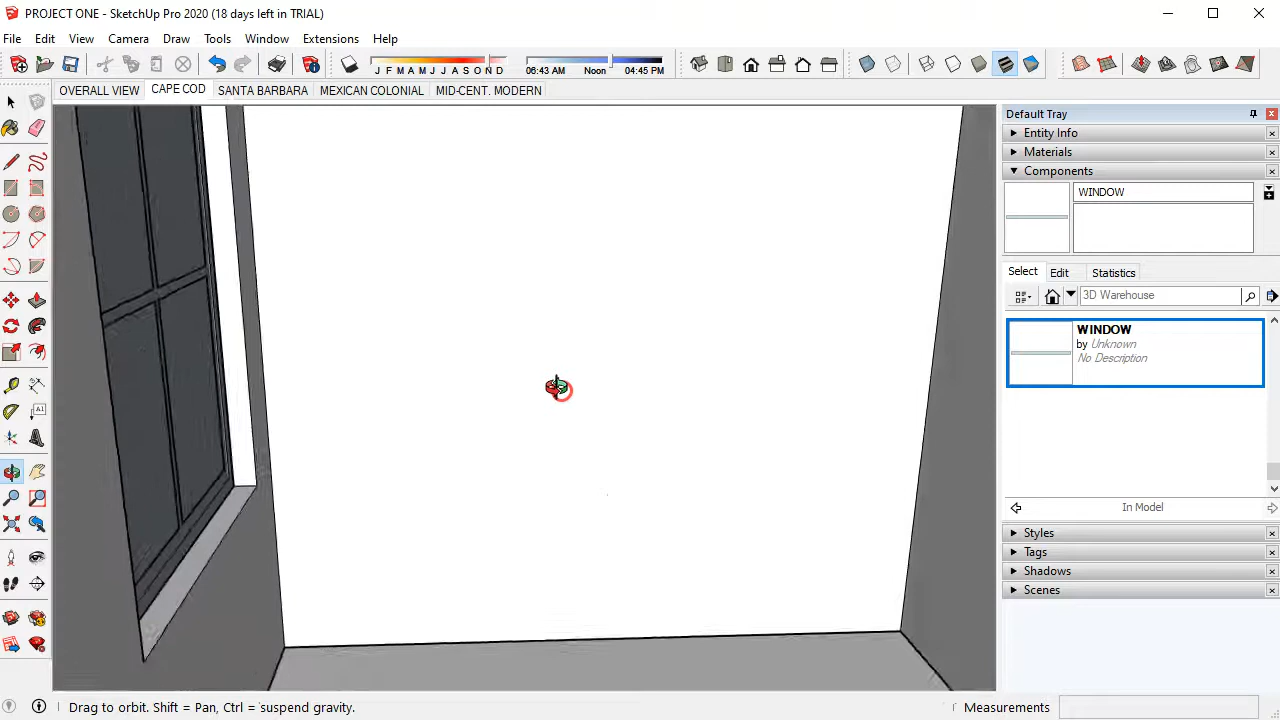 PROJECT ONE - SketchUp Pro 2020 (18 days left in TRIAL)
File Edit View Camera Draw Tools Window Extensions Help
J F M A M J J A S O N D 06:43 AM Noon 04:45 PM
OVERALL VIEW CAPE COD SANTA BARBARA MEXICAN COLONIAL MID-CENT. MODERN
Default Tray
Entity Info
Materials
Components
WINDOW
Select Edit Statistics
3D Warehouse
WINDOW
by Unknown
No Description
In Model
Styles
Tags
Shadows
Scenes
A1
Drag to orbit. Shift = Pan, Ctrl = suspend gravity.
Measurements